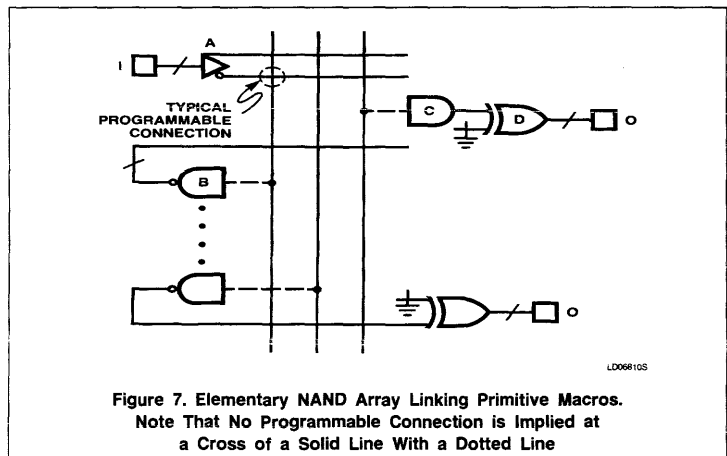 A
I
TYPICAL
PROGRAMMABLE
CONNECTION
C
D
O
B
O
LD06810S
Figure 7. Elementary NAND Array Linking Primitive Macros.
Note That No Programmable Connection is Implied at
a Cross of a Solid Line With a Dotted Line